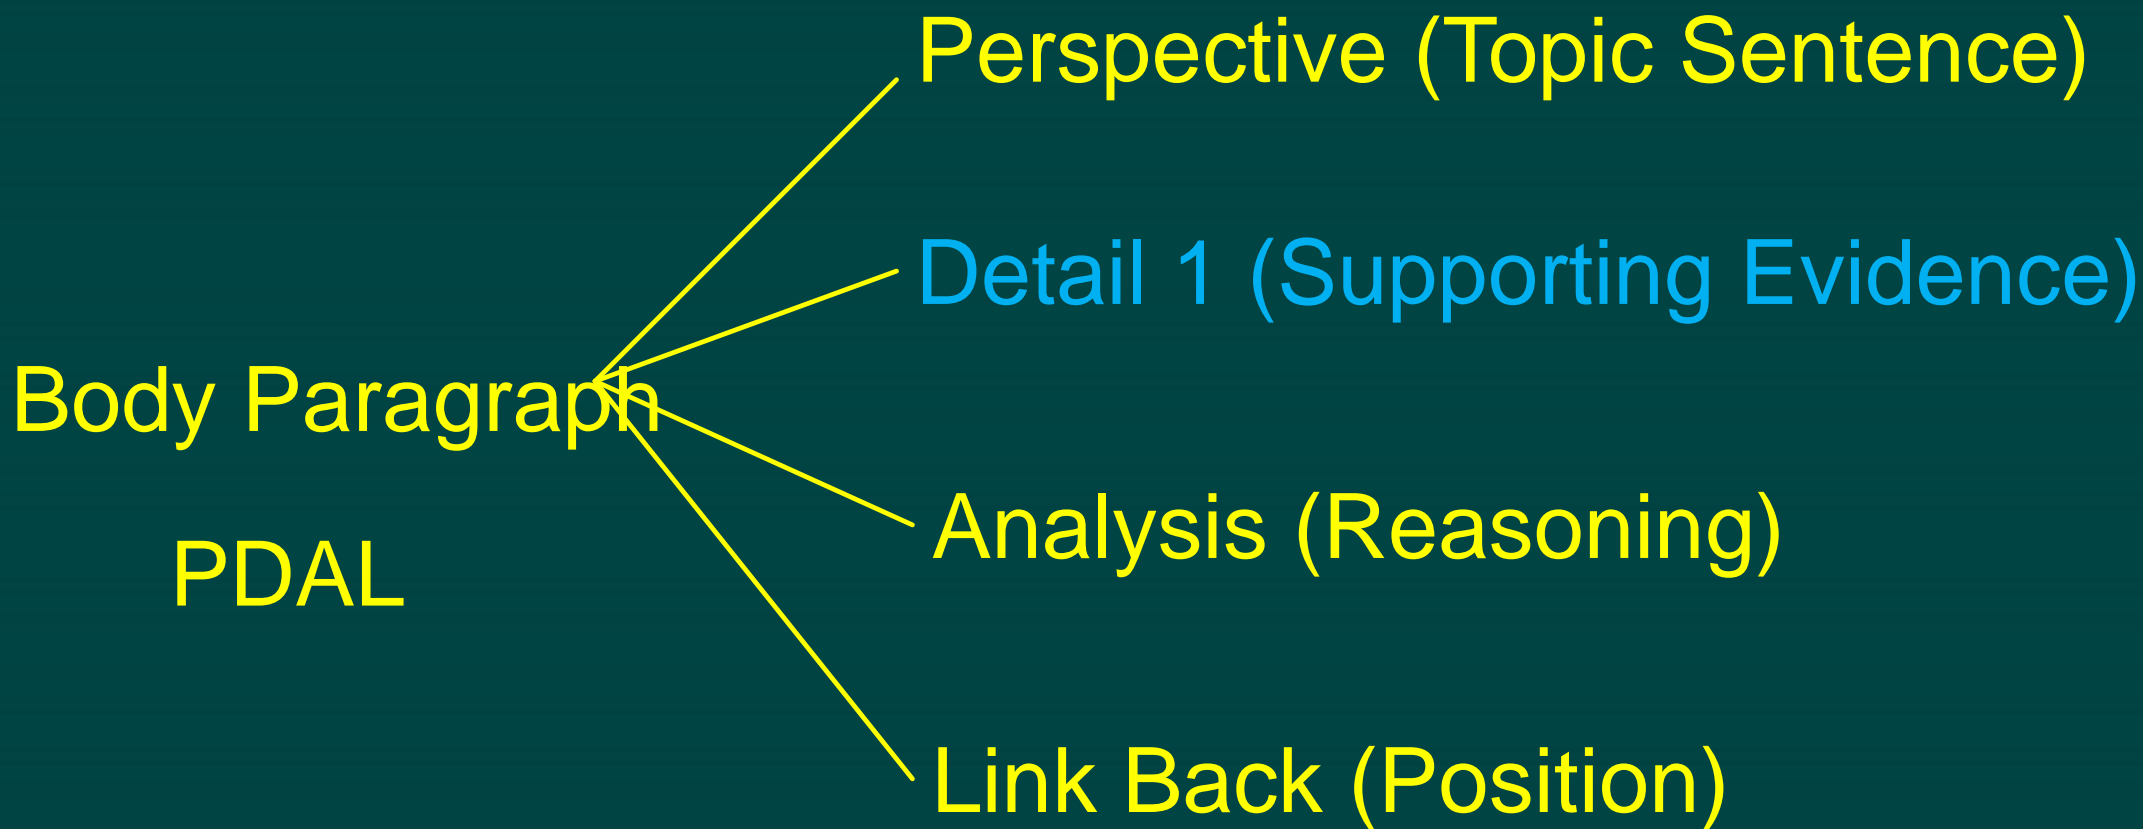 Perspective (Topic Sentence)
Detail 1 (Supporting Evidence)
Body Paragraph
PDAL
Analysis (Reasoning)
Link Back (Position)